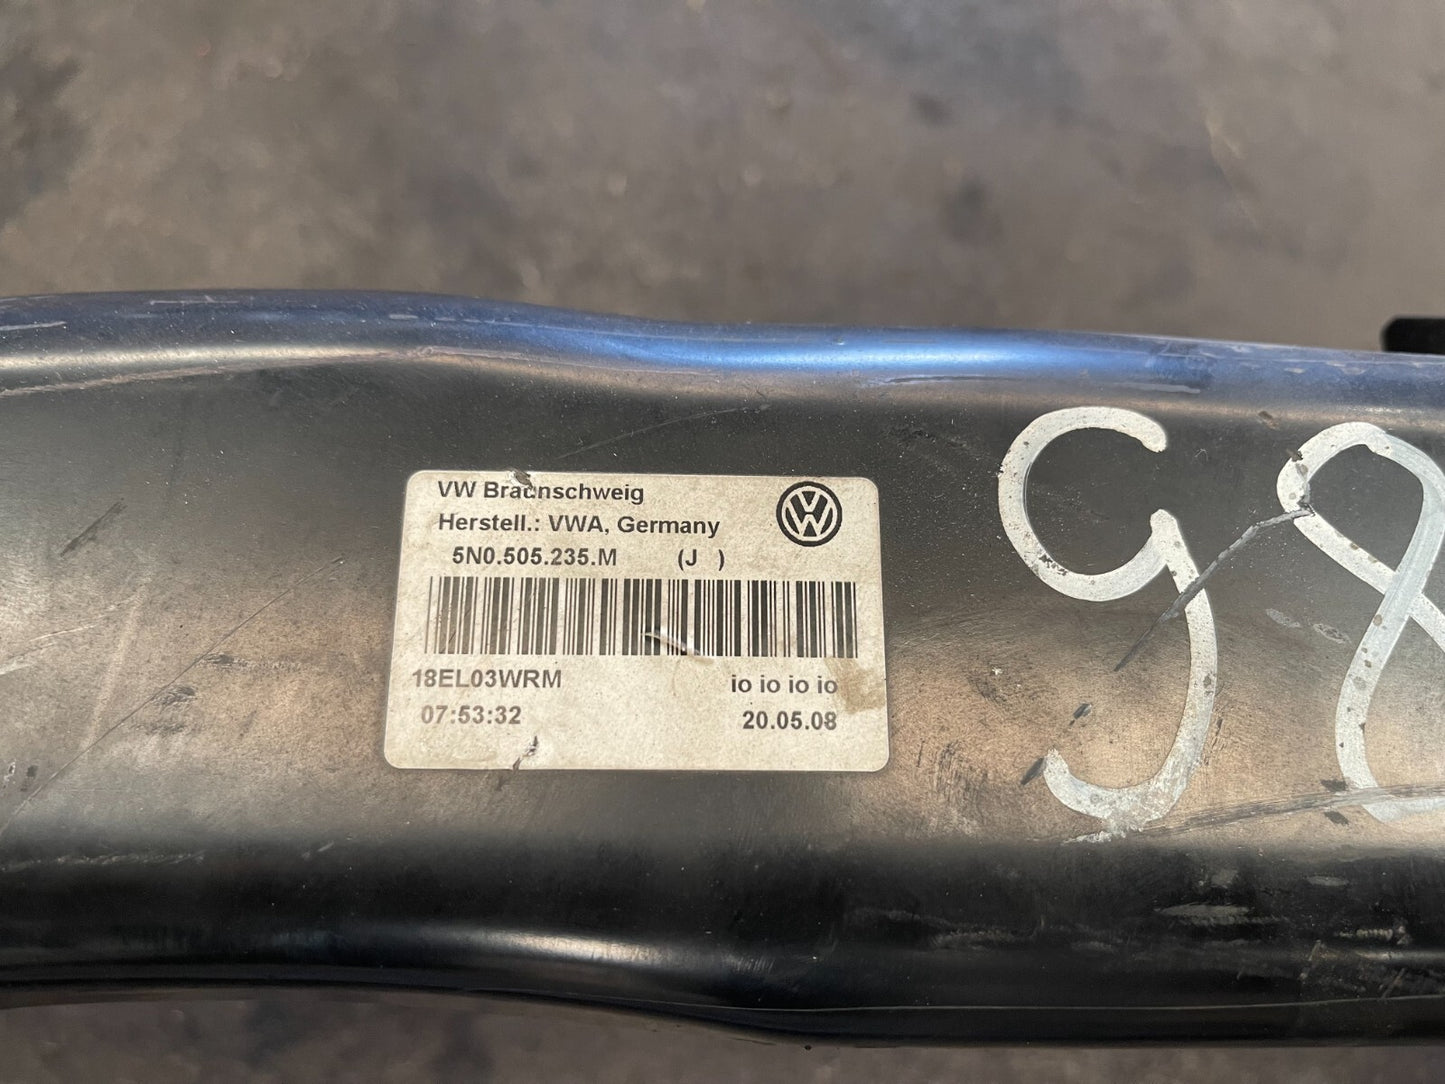 VW Braunschweig
Herstell.: VWA, Germany
5N0.505.235.M (J )
18EL03WRM io io io io
07:53:32 20.05.08
98